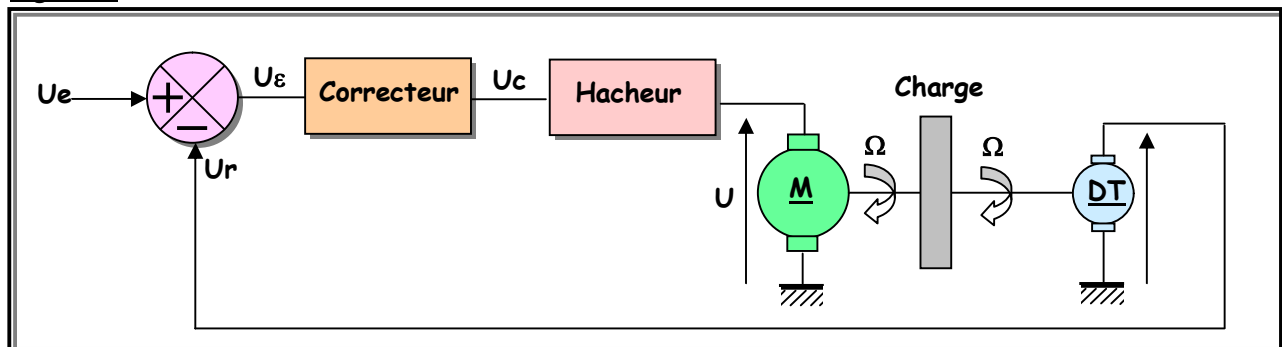 Ue
+
−
Uε
Correcteur
Uc
Hacheur
Charge
Ω
Ω
Ur
U
M
DT